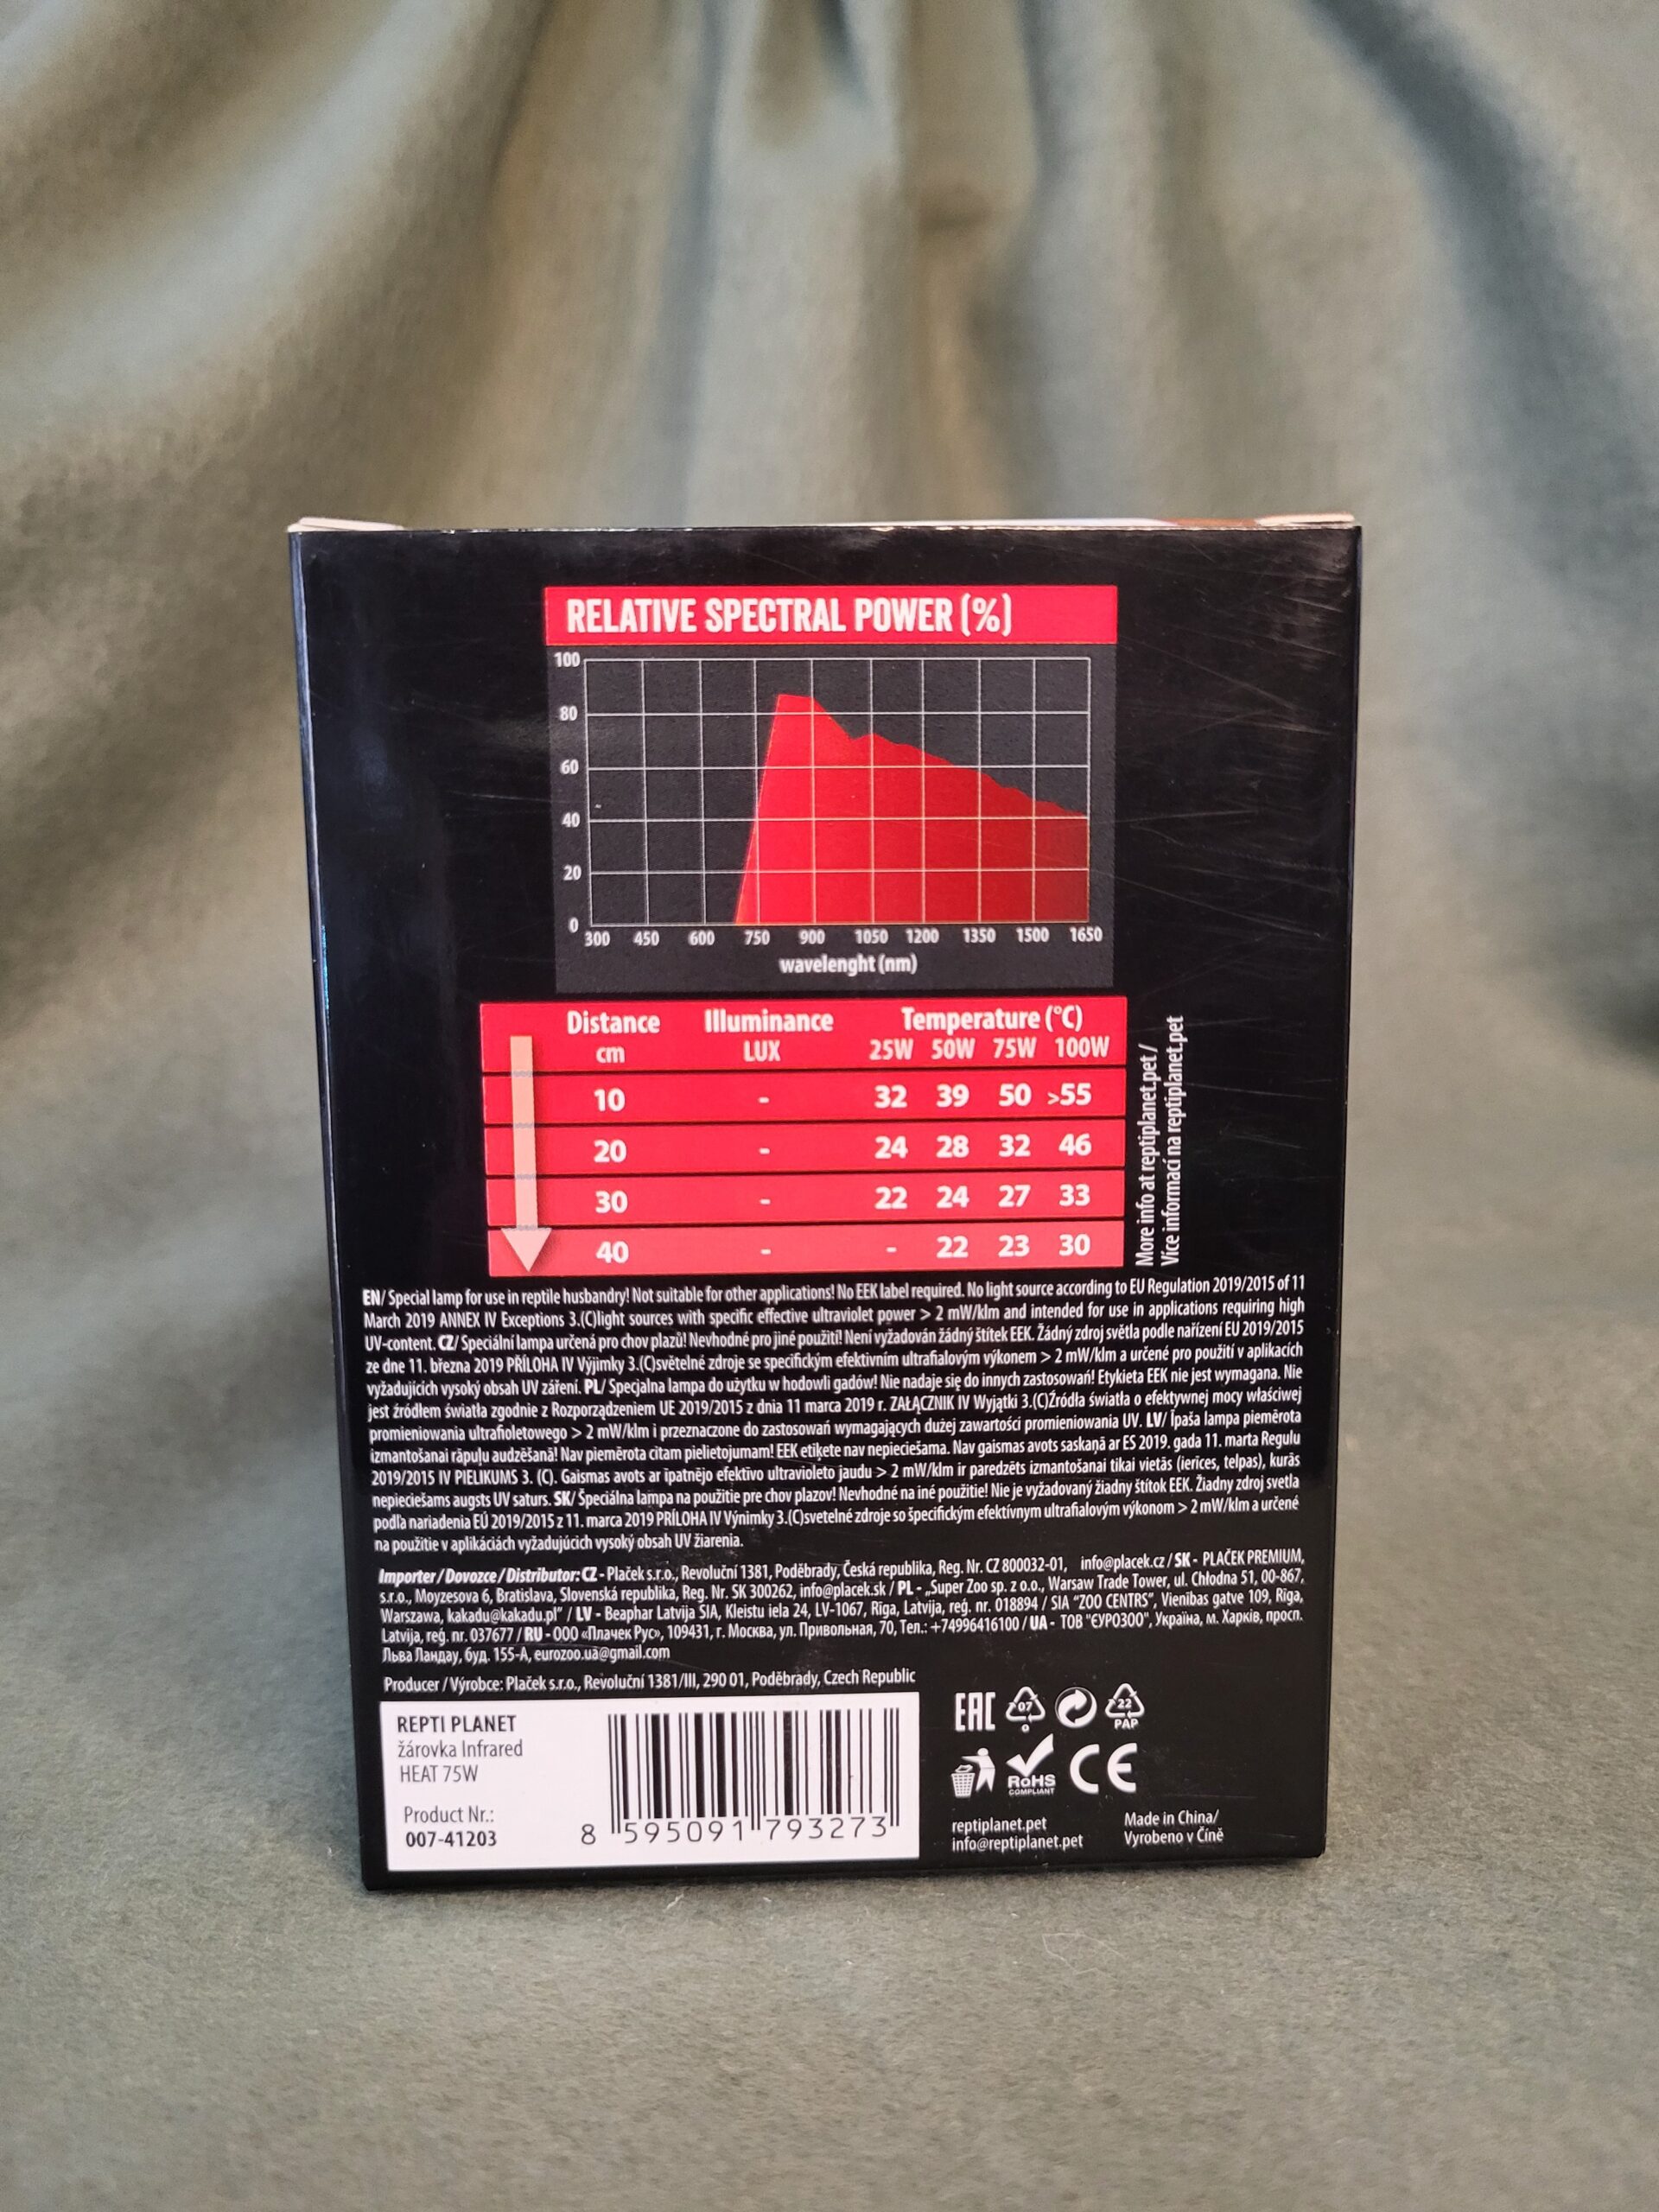 RELATIVE SPECTRAL POWER (%)
100
80
60
40
20
0
300 450 600 750 900 1050 1200 1350 1500 1650
wavelenght (nm)
Distance Illuminance Temperature (°C)
cm LUX 25W 50W 75W 100W
10 - 32 39 50 >55
20 - 24 28 32 46
30 - 22 24 27 33
40 - - 22 23 30
More info at reptiplanet.pet /
Více informací na reptiplanet.pet
EN/ Special lamp for use in reptile husbandry! Not suitable for other applications! No EEK label required. No light source according to EU Regulation 2019/2015 of 11
March 2019 ANNEX IV Exceptions 3.(C)light sources with specific effective ultraviolet power > 2 mW/klm and intended for use in applications requiring high
UV-content. CZ/ Speciální lampa určená pro chov plazů! Nevhodné pro jiné použití! Není vyžadován žádný štítek EEK. Žádný zdroj světla podle nařízení EU 2019/2015
ze dne 11. března 2019 PŘÍLOHA IV Výjimky 3.(C)světelné zdroje se specifickým efektivním ultrafialovým výkonem > 2 mW/klm a určené pro použití v aplikacích
vyžadujících vysoký obsah UV záření. PL/ Specjalna lampa do użytku w hodowli gadów! Nie nadaje się do innych zastosowań! Etykieta EEK nie jest wymagana. Nie
jest źródłem światła zgodnie z Rozporządzeniem UE 2019/2015 z dnia 11 marca 2019 r. ZAŁĄCZNIK IV Wyjątki 3.(C)Źródła światła o efektywnej mocy właściwej
promieniowania ultrafioletowego > 2 mW/klm i przeznaczone do zastosowań wymagających dużej zawartości promieniowania UV. LV/ Īpaša lampa piemērota
izmantošanai rāpuļu audzēšanā! Nav piemērota citam pielietojumam! EEK etiķete nav nepieciešama. Nav gaismas avots saskaņā ar ES 2019. gada 11. marta Regulu
2019/2015 IV PIELIKUMS 3. (C). Gaismas avots ar īpatnējo efektīvo ultravioleto jaudu > 2 mW/klm ir paredzēts izmantošanai tikai vietās (ierīces, telpas), kurās
nepieciešams augsts UV saturs. SK/ Špeciálna lampa na použitie pre chov plazov! Nevhodné na iné použitie! Nie je vyžadovaný žiadny štítok EEK. Žiadny zdroj svetla
podľa nariadenia EÚ 2019/2015 z 11. marca 2019 PRÍLOHA IV Výnimky 3.(C)svetelné zdroje so špecifickým efektívnym ultrafialovým výkonom > 2 mW/klm a určené
na použitie v aplikáciách vyžadujúcich vysoký obsah UV žiarenia.
Importer / Dovozce / Distributor: CZ - Plaček s.r.o., Revoluční 1381, Poděbrady, Česká republika, Reg. Nr. CZ 800032-01, info@placek.cz / SK - PLAČEK PREMIUM,
s.r.o., Moyzesova 6, Bratislava, Slovenská republika, Reg. Nr. SK 300262, info@placek.sk / PL - „Super Zoo sp. z o.o., Warsaw Trade Tower, ul. Chłodna 51, 00-867,
Warszawa, kakadu@kakadu.pl” / LV - Beaphar Latvija SIA, Kleistu iela 24, LV-1067, Rīga, Latvija, reģ. nr. 018894 / SIA “ZOO CENTRS”, Vienības gatve 109, Rīga,
Latvija, reģ. nr. 037677 / RU - ООО «Плачек Рус», 109431, г. Москва, ул. Привольная, 70, Тел.: +74996416100 / UA - ТОВ "ЄУРОЗОО", Україна, м. Харків, просп.
Льва Ландау, буд. 155-А, eurozoo.ua@gmail.com
Producer / Výrobce: Plaček s.r.o., Revoluční 1381/III, 290 01, Poděbrady, Czech Republic
REPTI PLANET
žárovka Infrared
HEAT 75W
Product Nr.:
007-41203
8 595091 793273
EAC 07 22
O PAP
RoHS CE
COMPLIANT
reptiplanet.pet
info@reptiplanet.pet
Made in China/
Vyrobeno v Číně